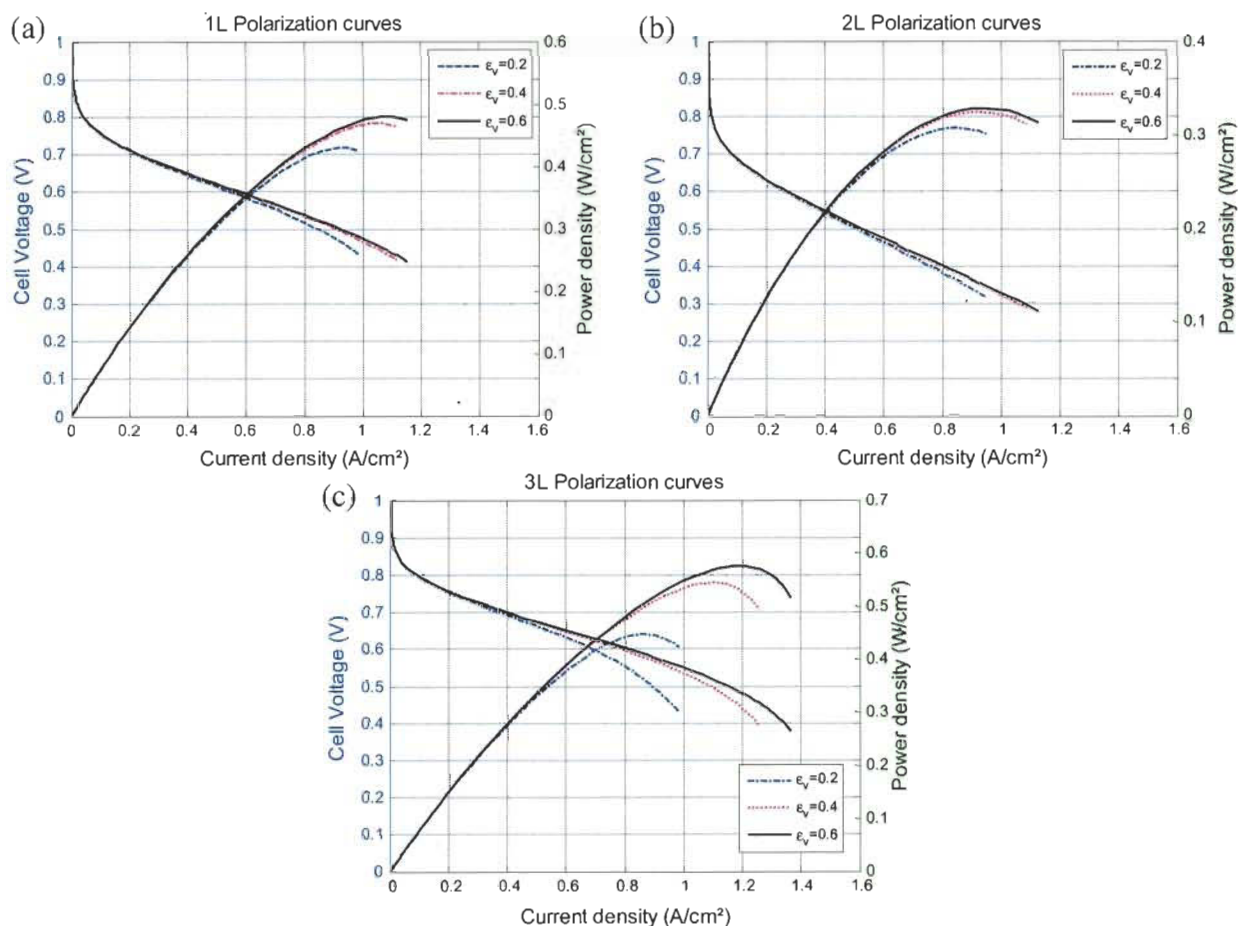 (a)
1L Polarization curves
1
0.9
0.8
0.7
0.6
0.5
0.4
0.3
0.2
0.1
0
Cell Voltage (V)
0.6
0.5
0.4
0.3
0.2
0.1
0
Power density (W/cm²)
εv=0.2
εv=0.4
εv=0.6
0 0.2 0.4 0.6 0.8 1 1.2 1.4 1.6
Current density (A/cm²)
(b)
2L Polarization curves
1
0.9
0.8
0.7
0.6
0.5
0.4
0.3
0.2
0.1
0
Cell Voltage (V)
0.4
0.3
0.2
0.1
0
Power density (W/cm²)
εv=0.2
εv=0.4
εv=0.6
0 0.2 0.4 0.6 0.8 1 1.2 1.4 1.6
Current density (A/cm²)
(c)
3L Polarization curves
1
0.9
0.8
0.7
0.6
0.5
0.4
0.3
0.2
0.1
0
Cell Voltage (V)
0.7
0.6
0.5
0.4
0.3
0.2
0.1
0
Power density (W/cm²)
εv=0.2
εv=0.4
εv=0.6
0 0.2 0.4 0.6 0.8 1 1.2 1.4 1.6
Current density (A/cm²)